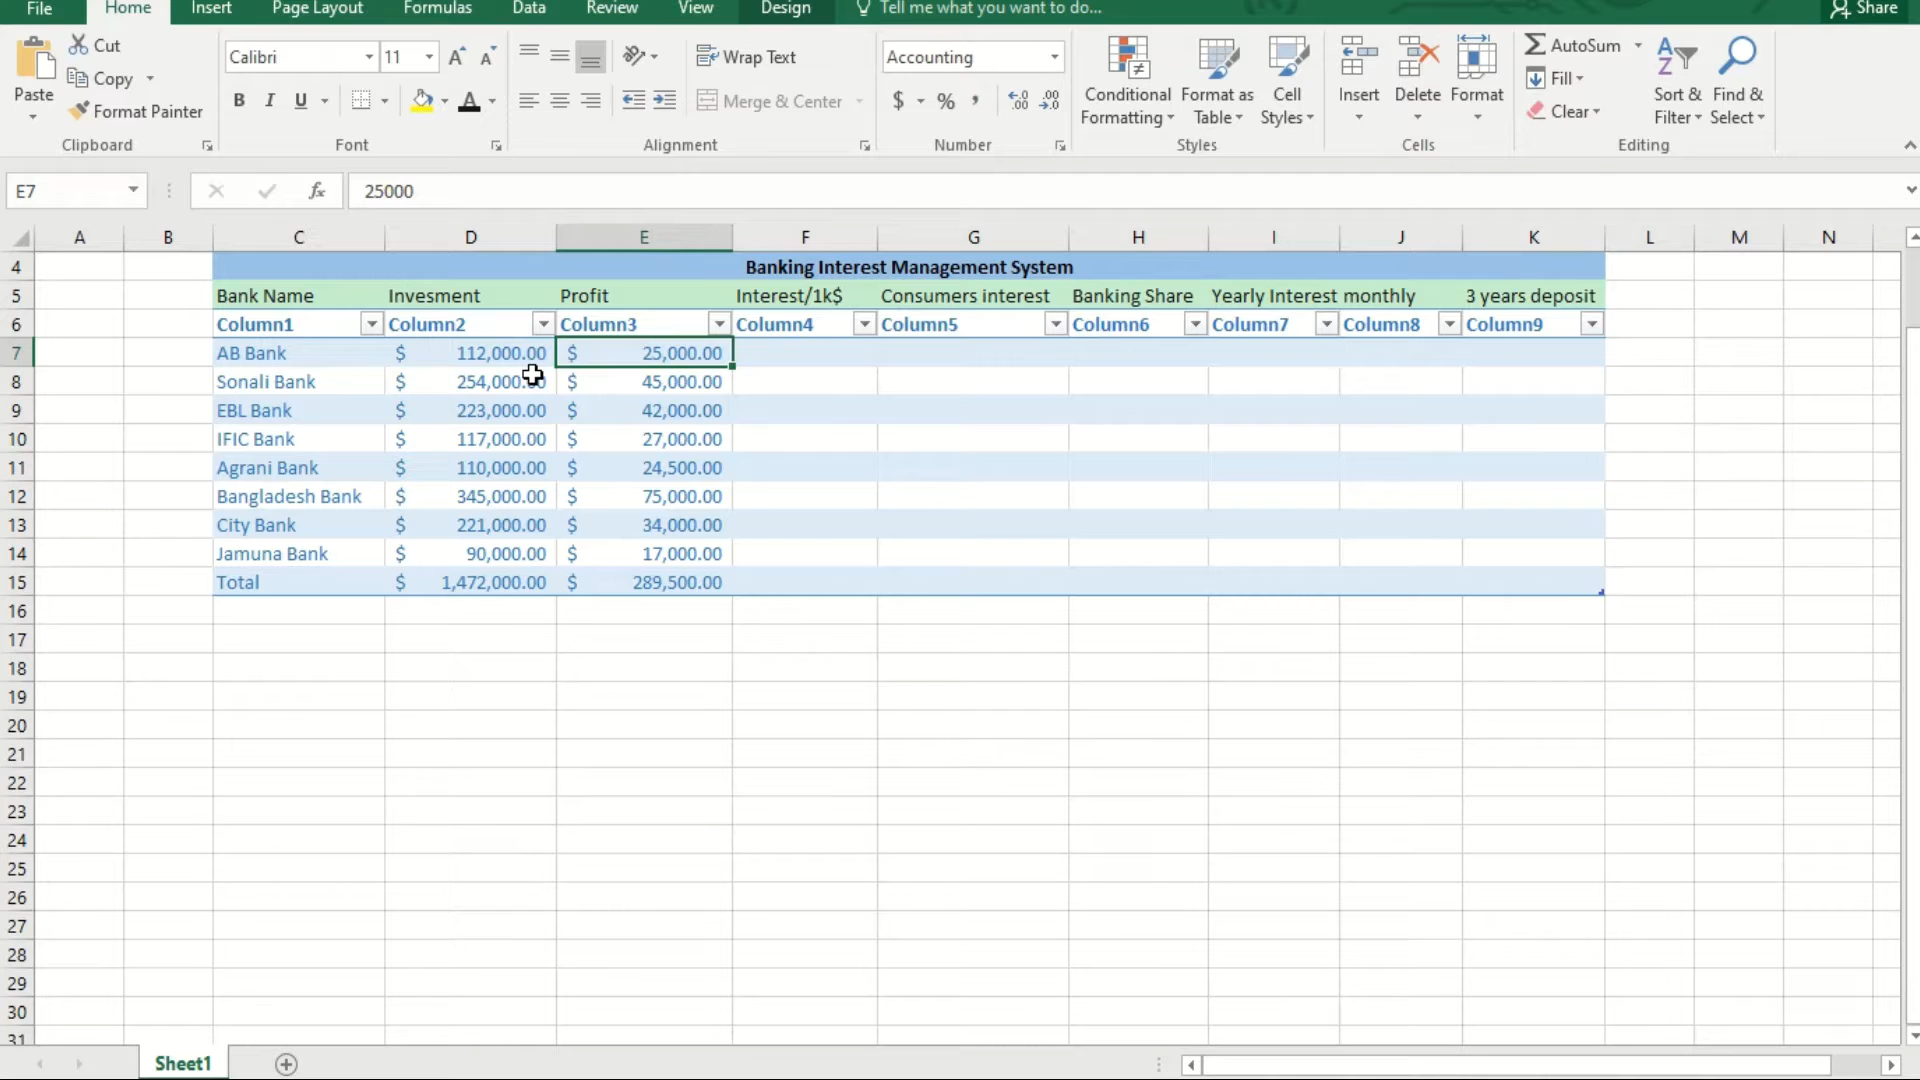 File Home Insert Page Layout Formulas Data Review View Design Tell me what you want to do... Share
Paste Cut Copy Format Painter
Calibri 11 A A
B I U A
Wrap Text
Merge & Center
Accounting
$ % , .00 .0
Conditional Formatting
Format as Table
Cell Styles
Insert Delete Format
AutoSum
Fill
Clear
Sort & Filter
Find & Select
Clipboard Font Alignment Number Styles Cells Editing
E7 fx 25000
A B C D E F G H I J K L M N
4 Banking Interest Management System
5 Bank Name Invesment Profit Interest/1k$ Consumers interest Banking Share Yearly Interest monthly 3 years deposit
6 Column1 Column2 Column3 Column4 Column5 Column6 Column7 Column8 Column9
7 AB Bank $ 112,000.00 $ 25,000.00
8 Sonali Bank $ 254,000. $ 45,000.00
9 EBL Bank $ 223,000.00 $ 42,000.00
10 IFIC Bank $ 117,000.00 $ 27,000.00
11 Agrani Bank $ 110,000.00 $ 24,500.00
12 Bangladesh Bank $ 345,000.00 $ 75,000.00
13 City Bank $ 221,000.00 $ 34,000.00
14 Jamuna Bank $ 90,000.00 $ 17,000.00
15 Total $ 1,472,000.00 $ 289,500.00
16
17
18
19
20
21
22
23
24
25
26
27
28
29
30
31
Sheet1